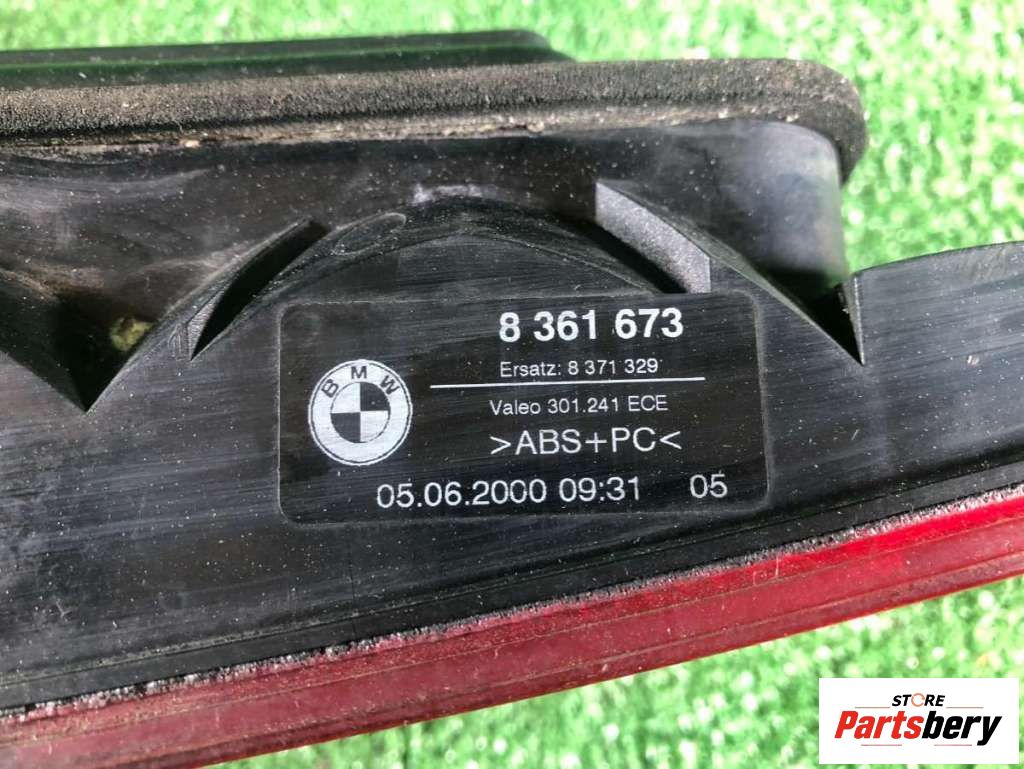 8 361 673
Ersatz: 8 371 329
BMW
Valeo 301.241 ECE
>ABS+PC<
05.06.2000 09:31 05
STORE
Partsbery